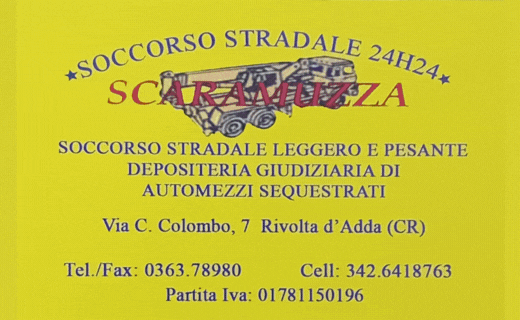 ★SOCCORSO STRADALE 24H24★
SCARAMUZZA
SOCCORSO STRADALE LEGGERO E PESANTE
DEPOSITERIA GIUDIZIARIA DI
AUTOMEZZI SEQUESTRATI
Via C. Colombo, 7 Rivolta d'Adda (CR)
Tel./Fax: 0363.78980 Cell: 342.6418763
Partita Iva: 01781150196